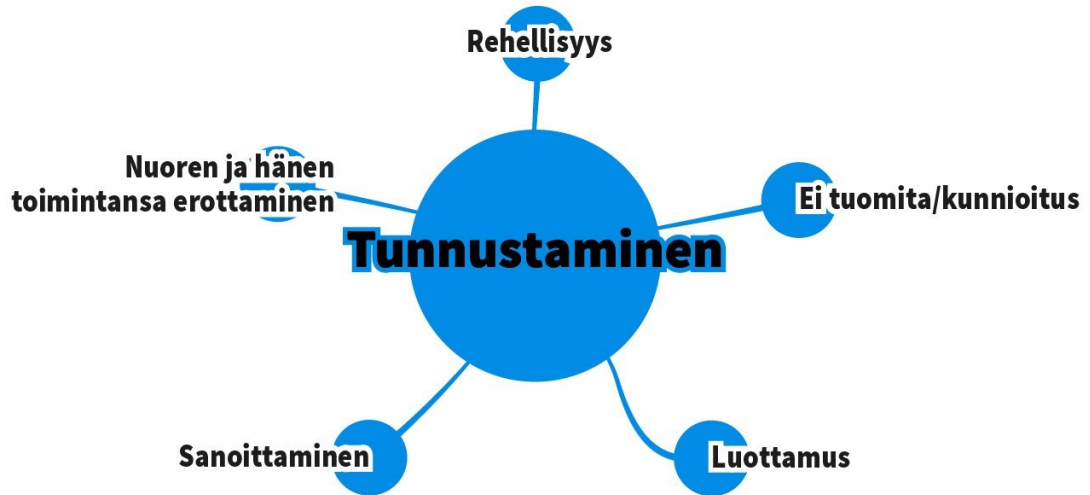 Rehellisyys
Nuoren ja hänen
toimintansa erottaminen
Ei tuomita/kunnioitus
Tunnustaminen
Sanoittaminen
Luottamus